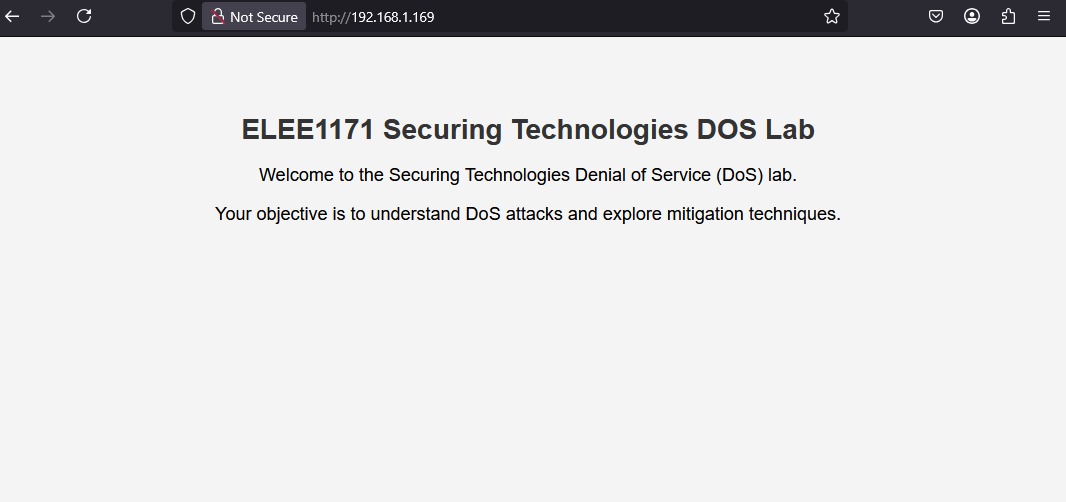 Not Secure http://192.168.1.169
ELEE1171 Securing Technologies DOS Lab
Welcome to the Securing Technologies Denial of Service (DoS) lab.
Your objective is to understand DoS attacks and explore mitigation techniques.